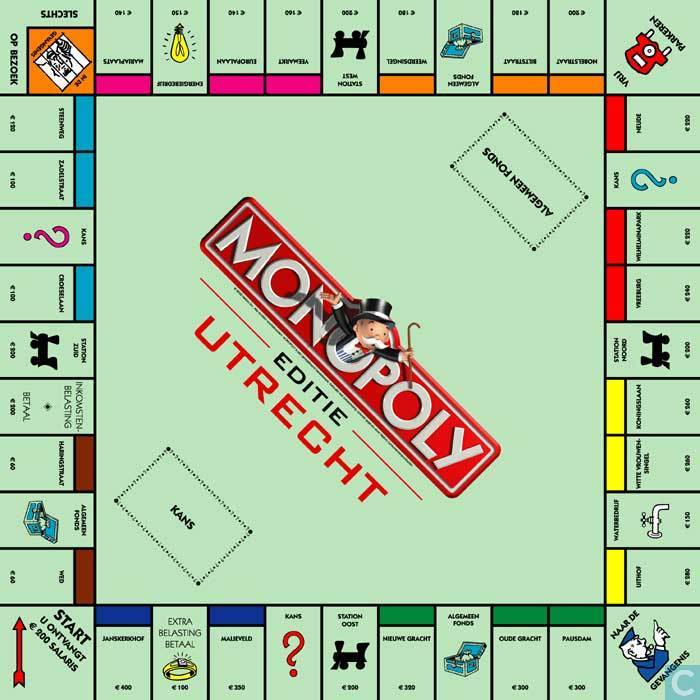 SLECHTS
OP BEZOEK
IN DE
GEVANGENIS
MARIAPLAATS
€ 140
ENERGIEBEDRIJF
€ 150
EUROPALAAN
€ 140
VEEMARKT
€ 160
STATION
WEST
€ 200
WEERDSINGEL
€ 180
ALGEMEEN
FONDS
BILTSTRAAT
€ 180
NOBELSTRAAT
€ 200
VRIJ
PARKEREN
NEUDE
€ 220
KANS
WILHELMINAPARK
€ 220
VREEBURG
€ 240
STATION
NOORD
€ 200
KONINGSLAAN
€ 260
WITTE VROUWEN-
SINGEL
€ 280
WATERBEDRIJF
€ 150
UITHOF
€ 280
NAAR DE
GEVANGENIS
PAUSDAM
€ 300
OUDE GRACHT
€ 300
ALGEMEEN
FONDS
NIEUWE GRACHT
€ 320
STATION
OOST
€ 200
KANS
MALIEVELD
€ 350
EXTRA
BELASTING
BETAAL
€ 100
JANSKERKHOF
€ 400
START
U ONTVANGT
€ 200 SALARIS
WED
€ 60
ALGEMEEN
FONDS
HARINGSTRAAT
€ 60
INKOMSTEN-
BELASTING
BETAAL
€ 200
STATION
ZUID
€ 200
CROESELAAN
€ 100
KANS
ZADELSTRAAT
€ 100
STEENWEG
€ 120
ALGEMEEN FONDS
MONOPOLY
EDITIE
UTRECHT
KANS
C